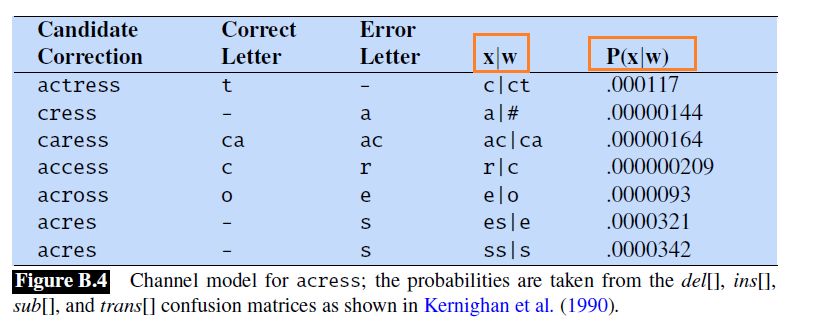 Candidate Correct Error
Correction Letter Letter x|w P(x|w)
actress t – c|ct .000117
cress – a a|# .00000144
caress ca ac ac|ca .00000164
access c r r|c .000000209
across o e e|o .0000093
acres – s es|e .0000321
acres – s ss|s .0000342
Figure B.4 Channel model for acress; the probabilities are taken from the del[], ins[],
sub[], and trans[] confusion matrices as shown in Kernighan et al. (1990).